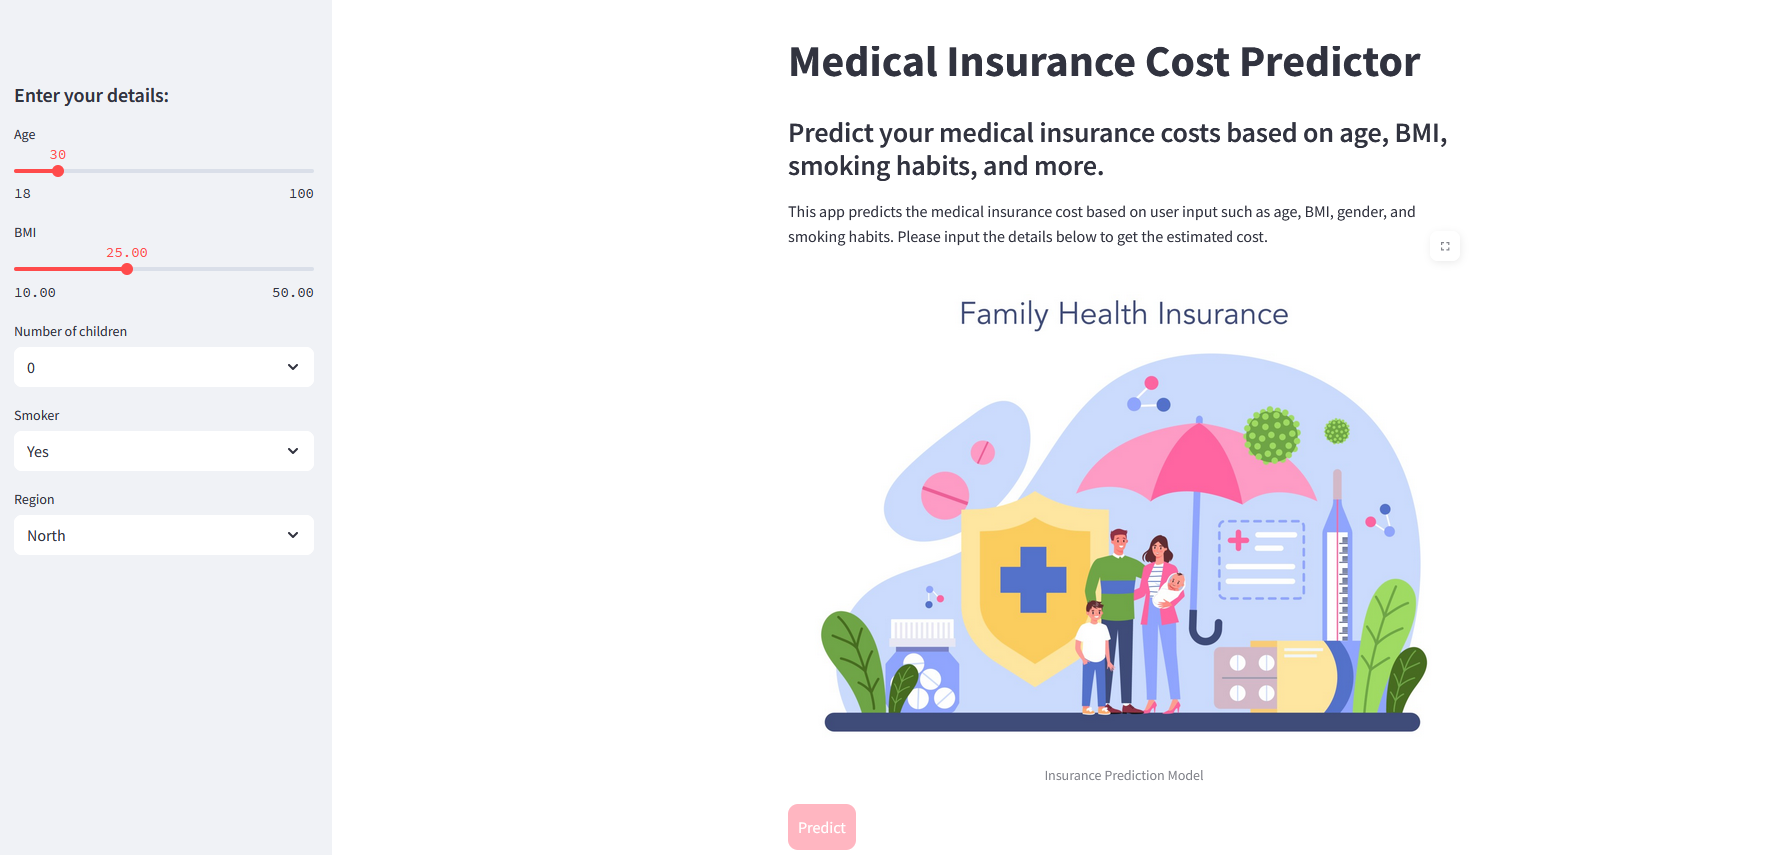 Enter your details:
Age
30
18 100
BMI
25.00
10.00 50.00
Number of children
0
Smoker
Yes
Region
North
Medical Insurance Cost Predictor
Predict your medical insurance costs based on age, BMI,
smoking habits, and more.
This app predicts the medical insurance cost based on user input such as age, BMI, gender, and
smoking habits. Please input the details below to get the estimated cost.
Family Health Insurance
Insurance Prediction Model
Predict